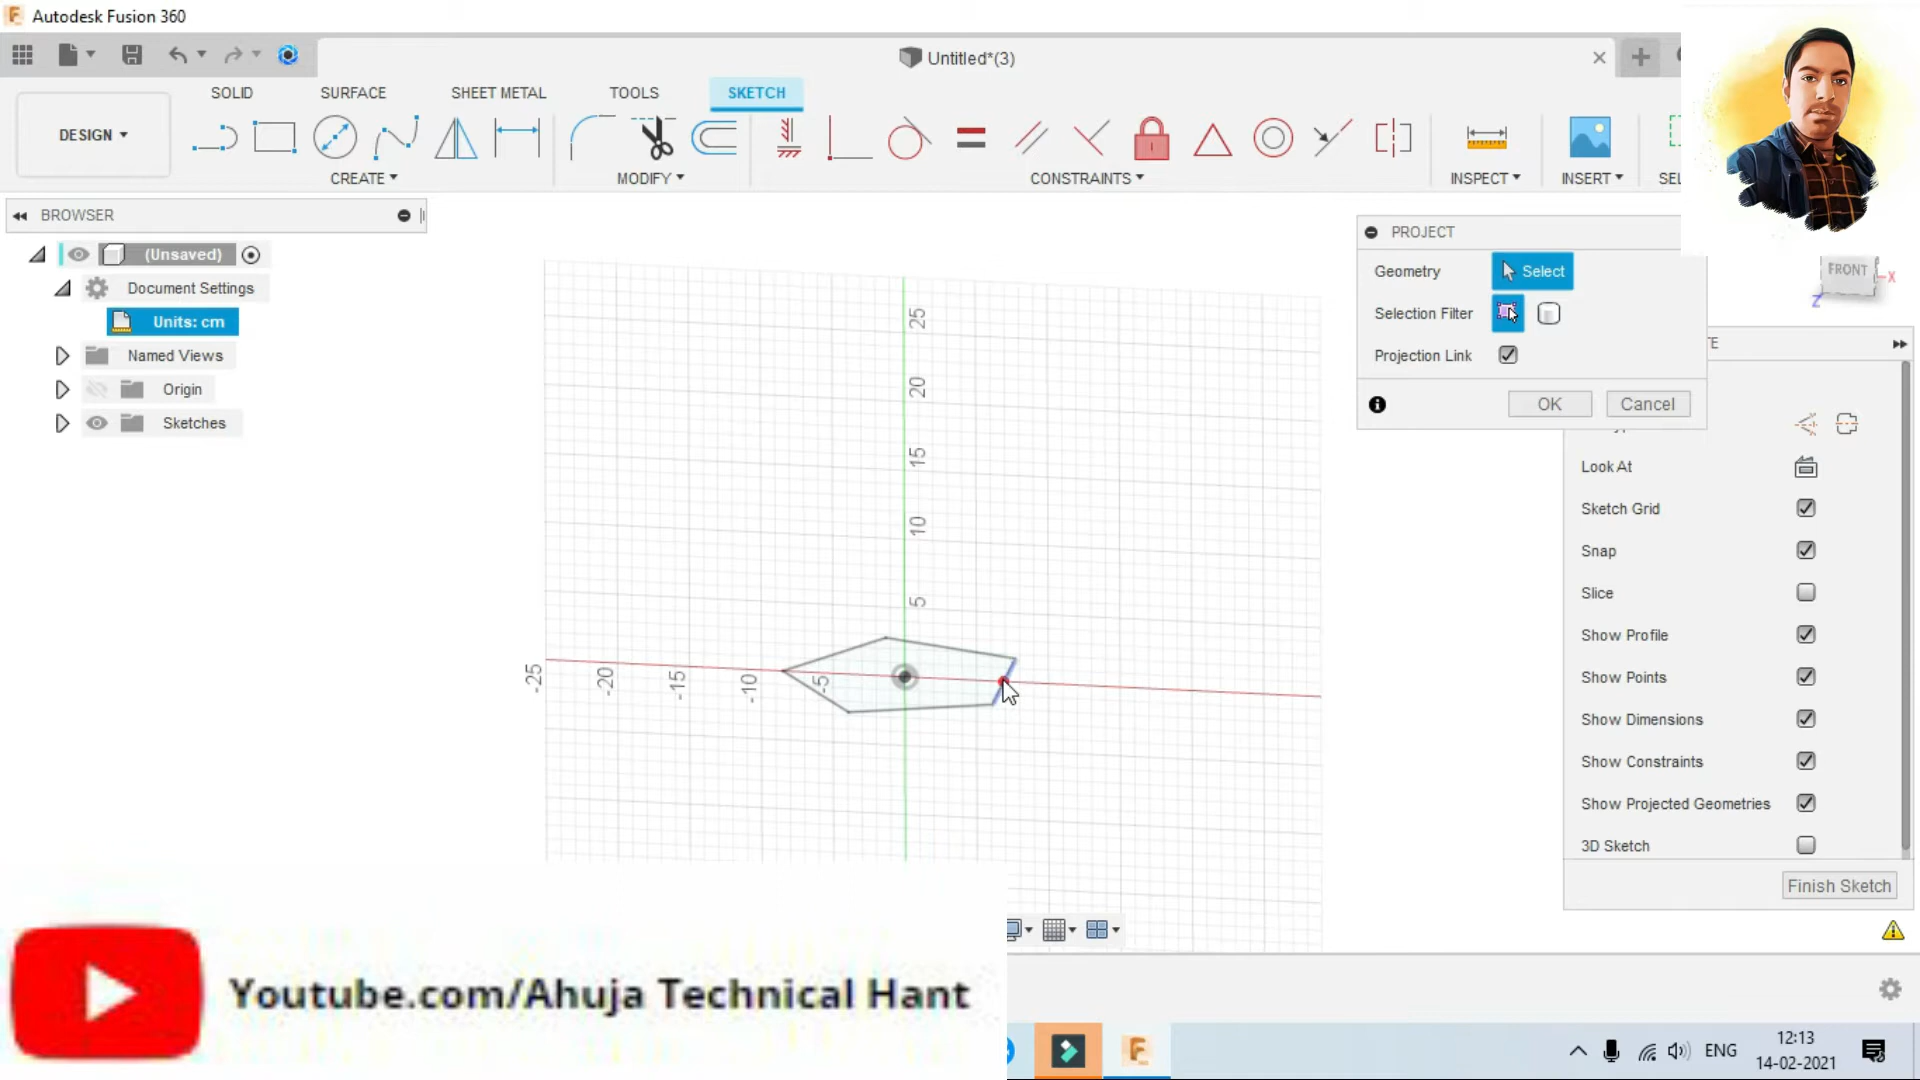 Autodesk Fusion 360
Untitled*(3)
SOLID
SURFACE
SHEET METAL
TOOLS
SKETCH
DESIGN
CREATE
MODIFY
CONSTRAINTS
INSPECT
INSERT
SEL
BROWSER
(Unsaved)
Document Settings
Units: cm
Named Views
Origin
Sketches
25
20
15
10
5
-25
-20
-15
-10
-5
PROJECT
Geometry
Select
Selection Filter
Projection Link
OK
Cancel
FRONT
X
Z
Look At
Sketch Grid
Snap
Slice
Show Profile
Show Points
Show Dimensions
Show Constraints
Show Projected Geometries
3D Sketch
Finish Sketch
Youtube.com/Ahuja Technical Hant
ENG
12:13
14-02-2021